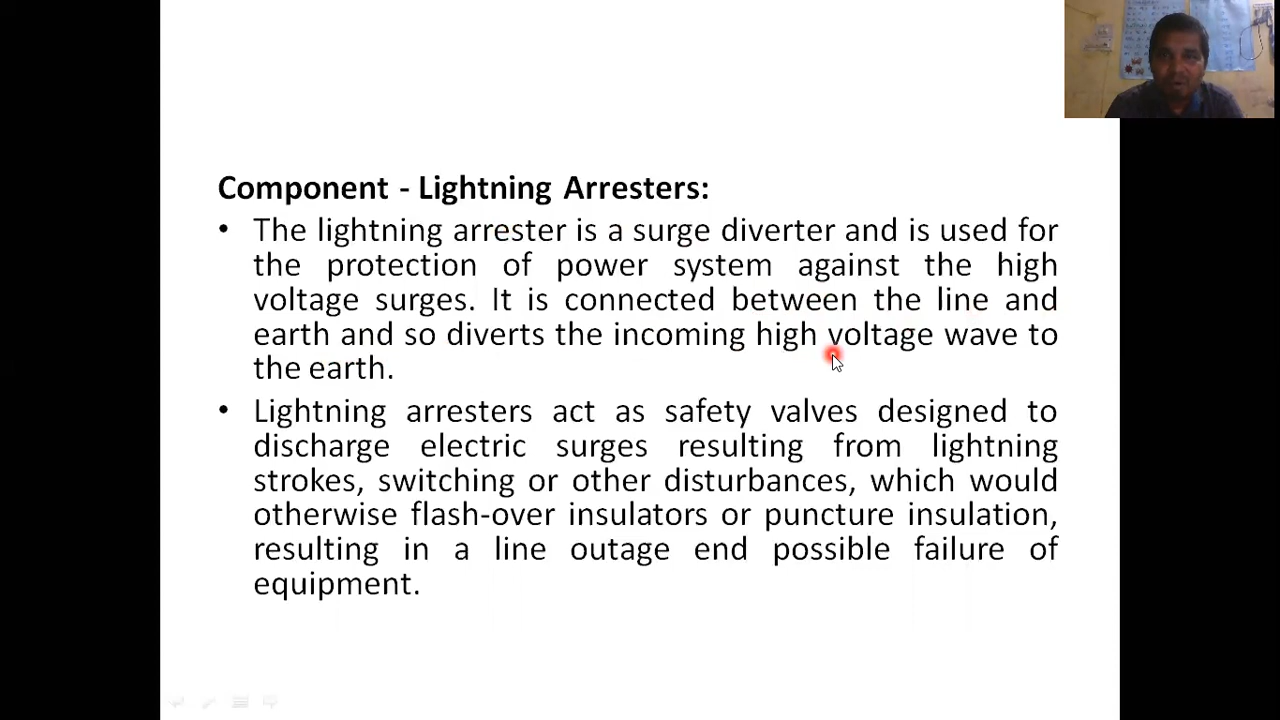 Component - Lightning Arresters:
• The lightning arrester is a surge diverter and is used for
the protection of power system against the high
voltage surges. It is connected between the line and
earth and so diverts the incoming high voltage wave to
the earth.
• Lightning arresters act as safety valves designed to
discharge electric surges resulting from lightning
strokes, switching or other disturbances, which would
otherwise flash-over insulators or puncture insulation,
resulting in a line outage end possible failure of
equipment.